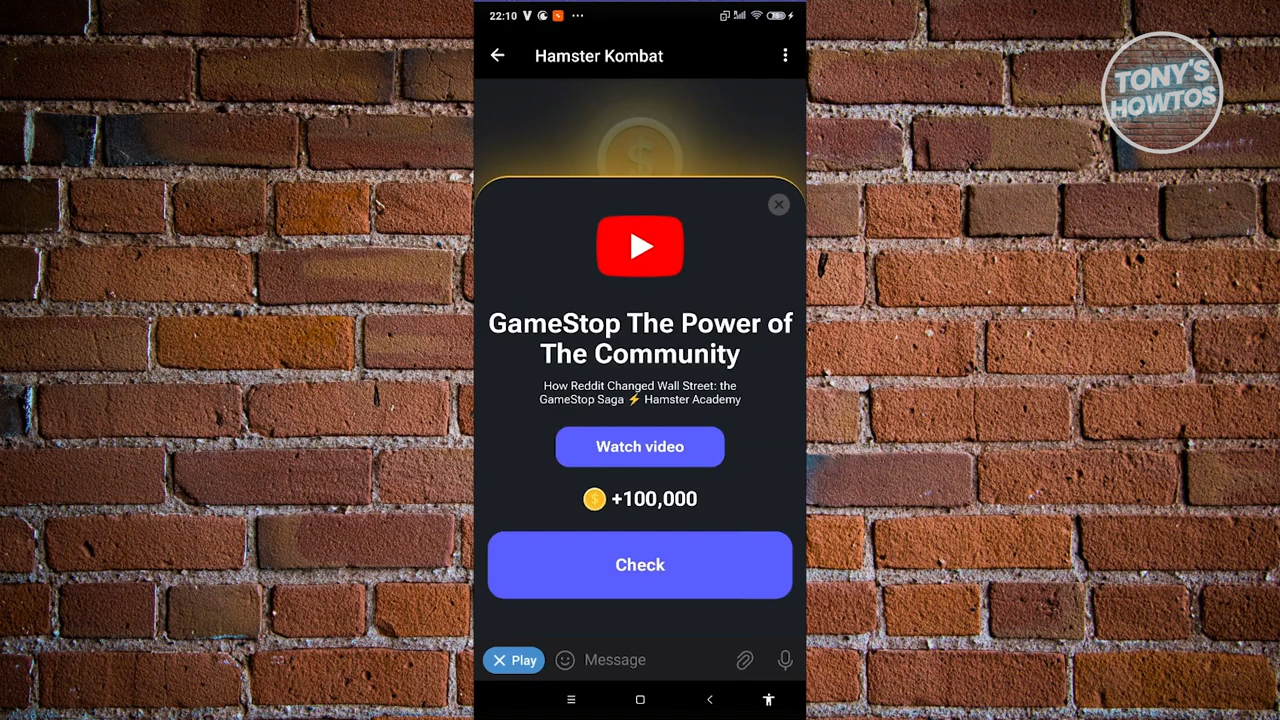 22:10
Hamster Kombat
TONY'S
HOWTOS
GameStop The Power of
The Community
How Reddit Changed Wall Street: the
GameStop Saga ⚡ Hamster Academy
Watch video
+100,000
Check
Play
Message